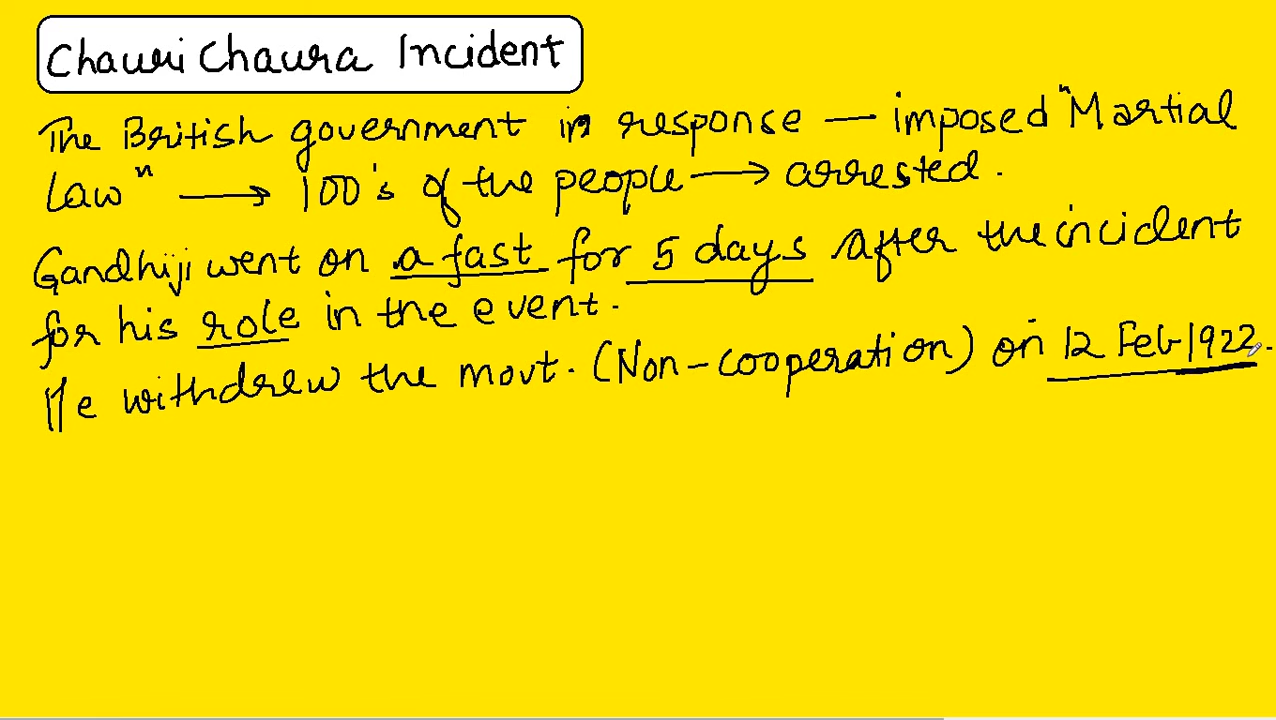 Chauri Chaura Incident
The British government in response — imposed "Martial
Law" → 100's of the people → arrested.
Gandhiji went on a fast for 5 days after the incident
for his role in the event.
He withdrew the movt. (Non-cooperation) on 12 Feb 1922.